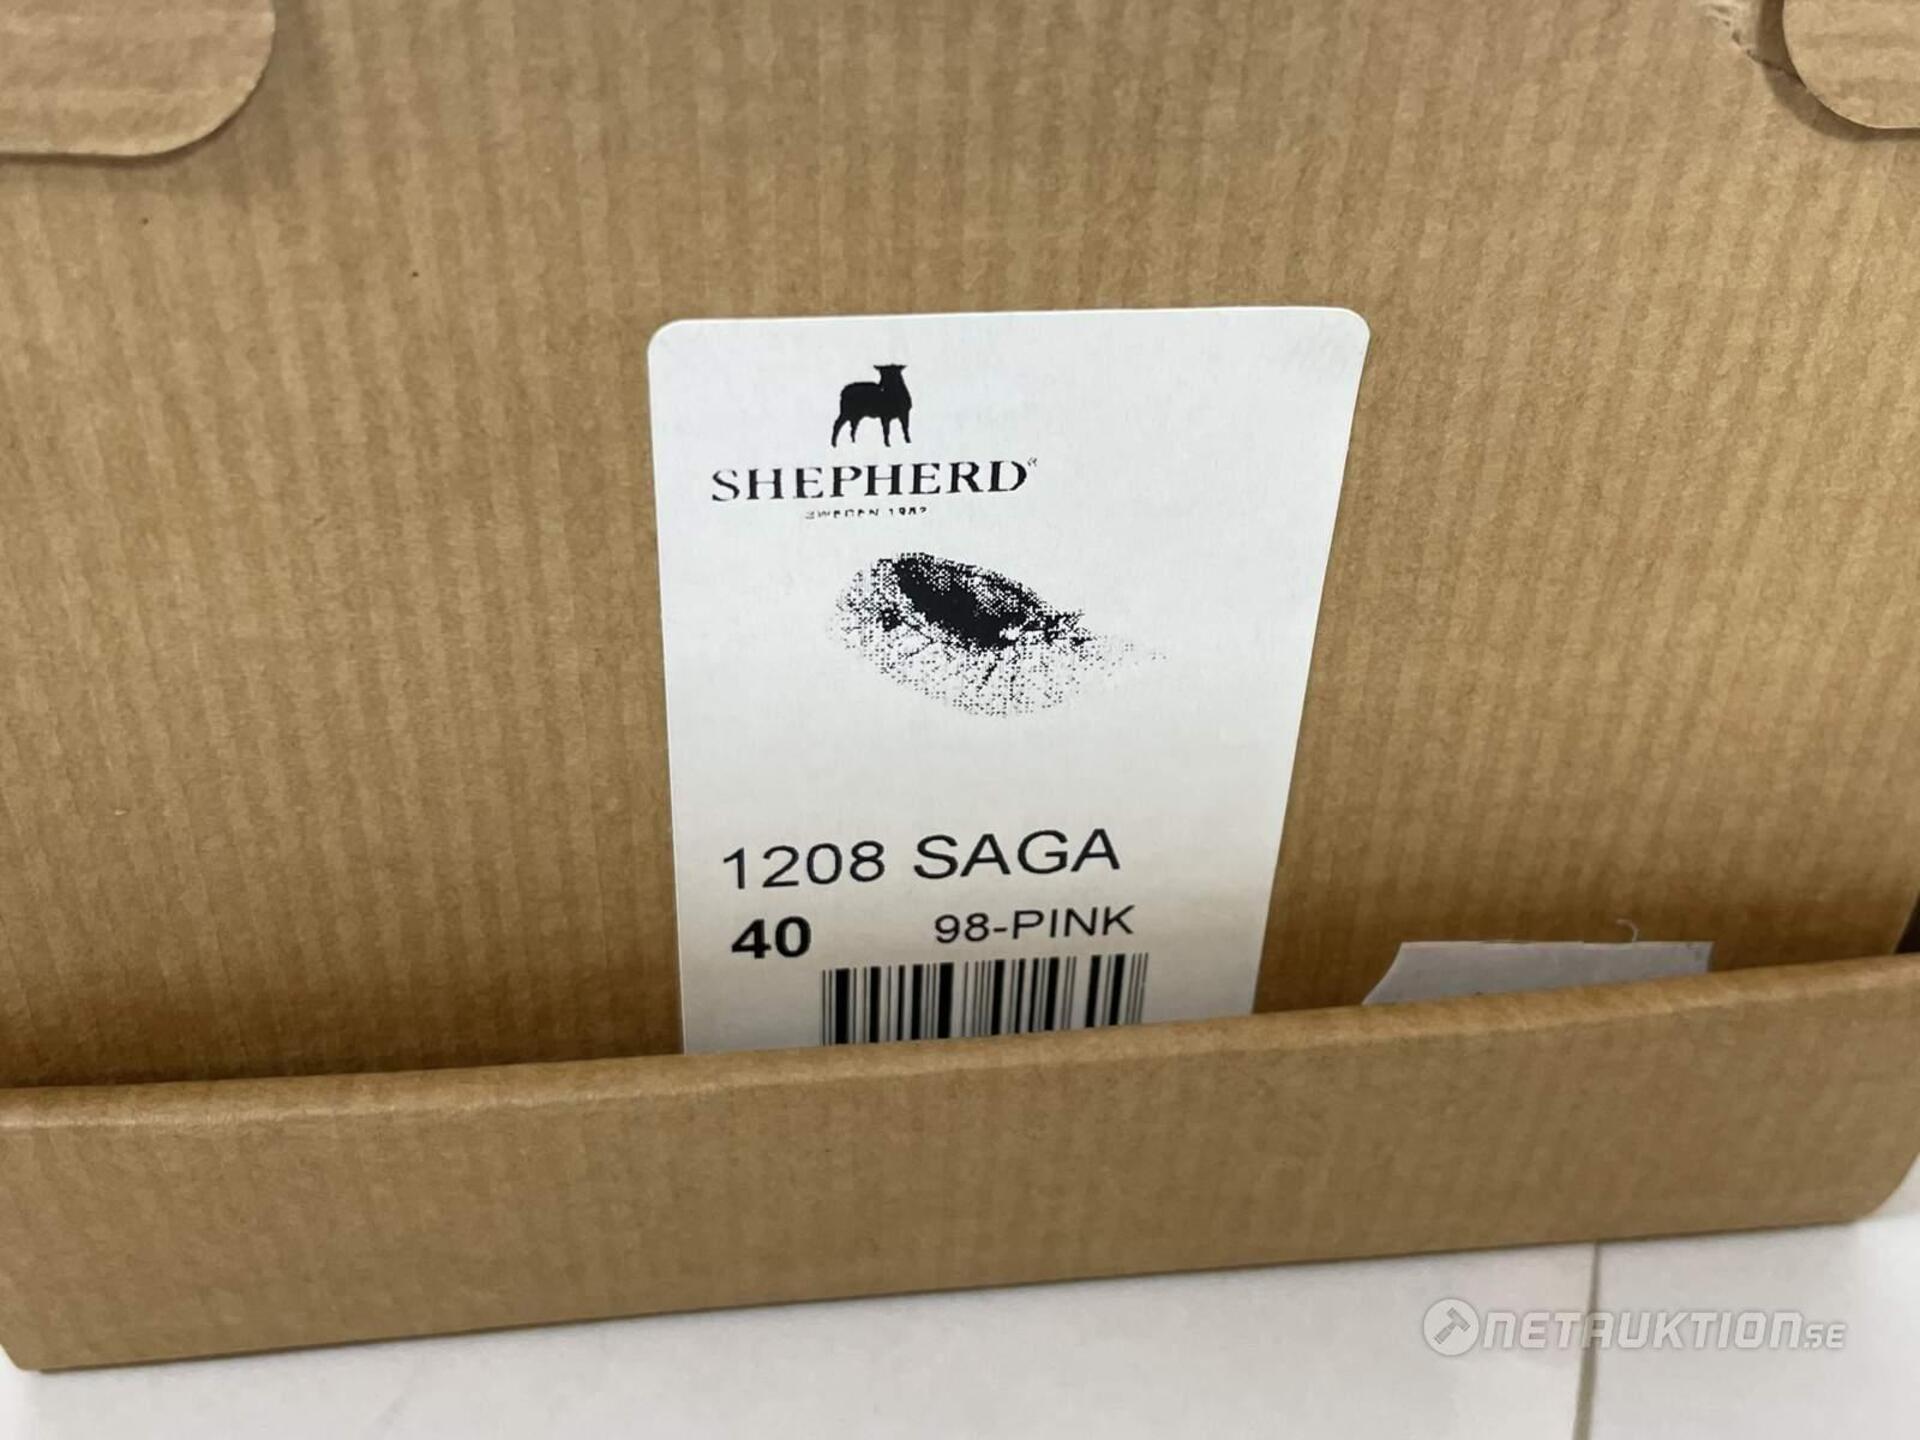 SHEPHERD®
SWEDEN 1982
1208 SAGA
40 98-PINK
NETAUKTION.SE